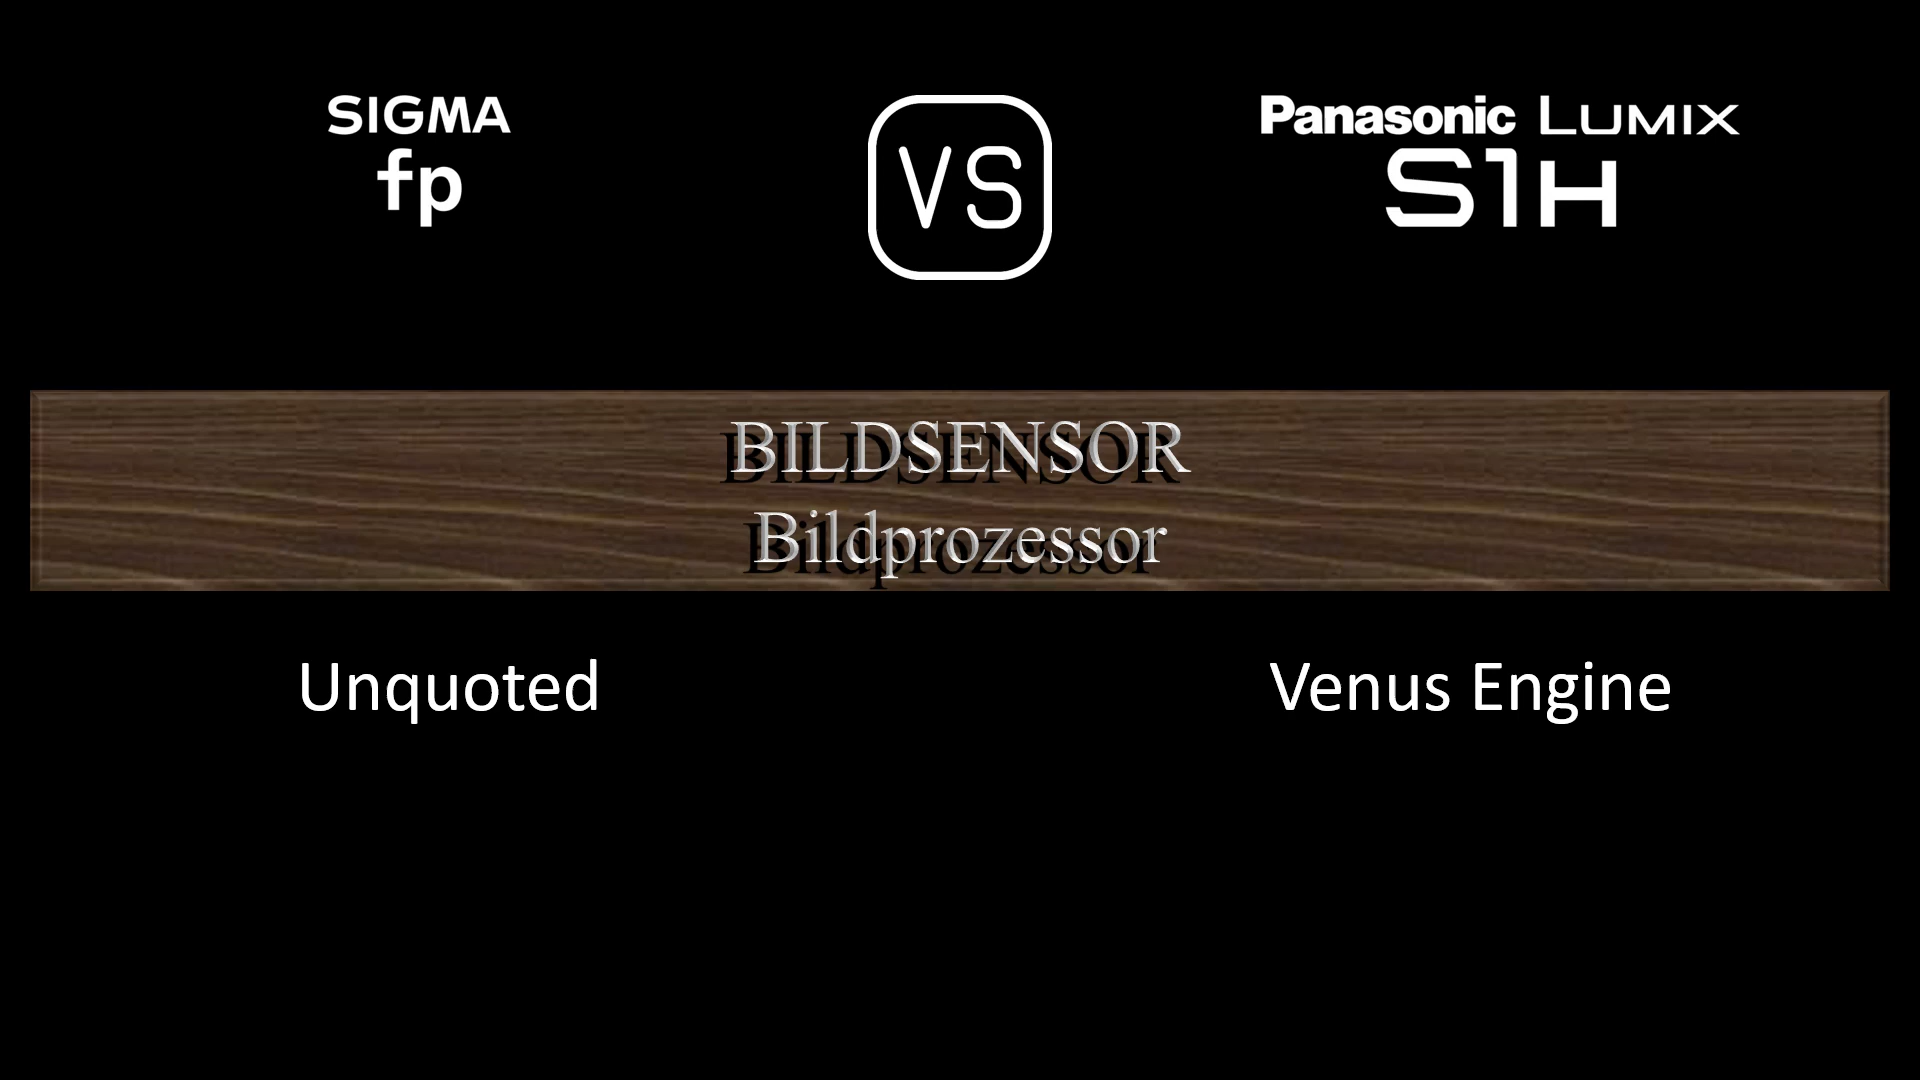 SIGMA
fp
VS
Panasonic LUMIX
S1H
BILDSENSOR
Bildprozessor
Unquoted
Venus Engine